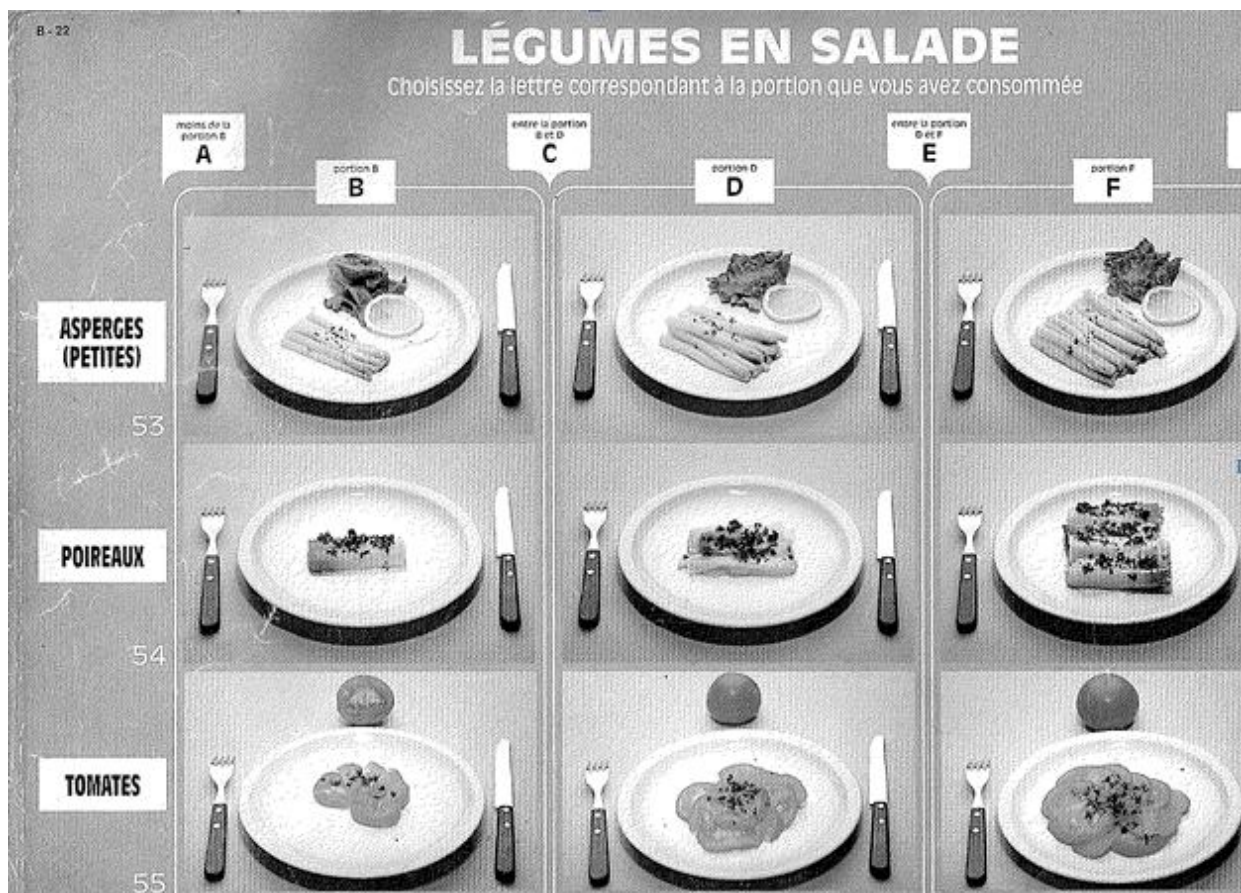 B - 22
LÉGUMES EN SALADE
Choisissez la lettre correspondant à la portion que vous avez consommée
moins de la
portion B
A
portion B
B
entre la portion
B et D
C
portion D
D
entre la portion
D et F
E
portion F
F
ASPERGES
(PETITES)
53
POIREAUX
54
TOMATES
55